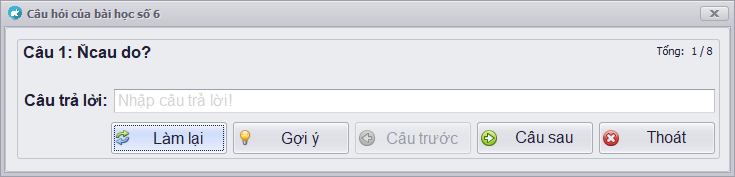 Câu hỏi của bài học số 6
Câu 1: Ñcau do?
Tổng: 1 / 8
Câu trả lời: Nhập câu trả lời!
Làm lại Gợi ý Câu trước Câu sau Thoát